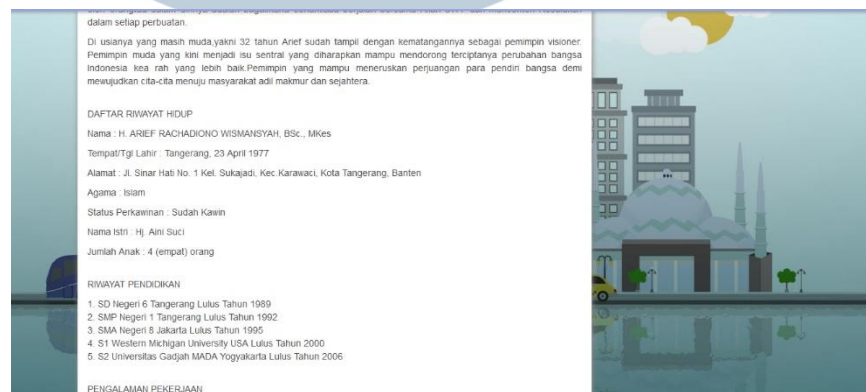 dalam setiap perbuatan.
Di usianya yang masih muda,yakni 32 tahun Arief sudah tampil dengan kematangannya sebagai pemimpin visioner.
Pemimpin muda yang kini menjadi isu sentral yang diharapkan mampu mendorong terciptanya perubahan bangsa
Indonesia kea rah yang lebih baik.Pemimpin yang mampu meneruskan perjuangan para pendiri bangsa demi
mewujudkan cita-cita menuju masyarakat adil makmur dan sejahtera.
DAFTAR RIWAYAT HIDUP
Nama : H. ARIEF RACHADIONO WISMANSYAH, BSc., MKes
Tempat/Tgl Lahir : Tangerang, 23 April 1977
Alamat : Jl. Sinar Hati No. 1 Kel. Sukajadi, Kec.Karawaci, Kota Tangerang, Banten
Agama : Islam
Status Perkawinan : Sudah Kawin
Nama Istri : Hj. Aini Suci
Jumlah Anak : 4 (empat) orang
RIWAYAT PENDIDIKAN
1. SD Negeri 6 Tangerang Lulus Tahun 1989
2. SMP Negeri 1 Tangerang Lulus Tahun 1992
3. SMA Negeri 8 Jakarta Lulus Tahun 1995
4. S1 Western Michigan University USA Lulus Tahun 2000
5. S2 Universitas Gadjah MADA Yogyakarta Lulus Tahun 2006
PENGALAMAN PEKERJAAN